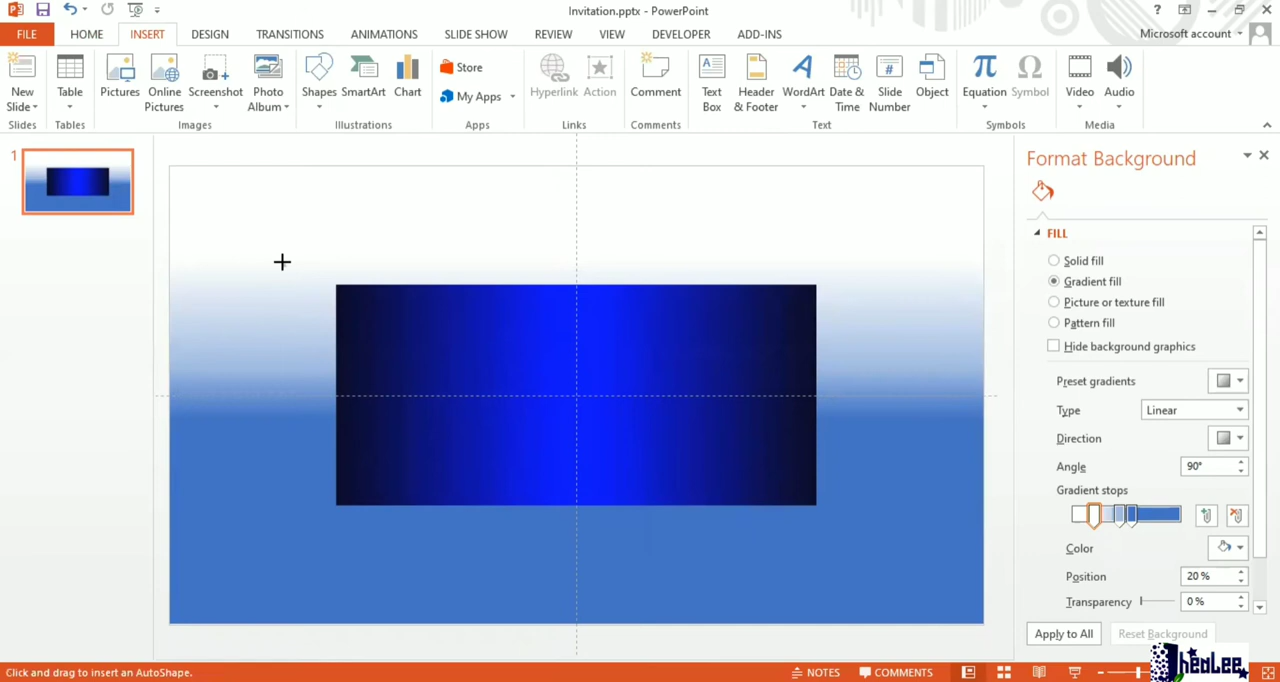 Invitation.pptx - PowerPoint
?
FILE HOME INSERT DESIGN TRANSITIONS ANIMATIONS SLIDE SHOW REVIEW VIEW DEVELOPER ADD-INS Microsoft account
New Slide
Table
Pictures
Online Pictures
Screenshot
Photo Album
Shapes
SmartArt
Chart
Store
My Apps
Hyperlink
Action
Comment
Text Box
Header & Footer
WordArt
Date & Time
Slide Number
Object
Equation
Symbol
Video
Audio
Slides Tables Images Illustrations Apps Links Comments Text Symbols Media
1
Format Background
FILL
Solid fill
Gradient fill
Picture or texture fill
Pattern fill
Hide background graphics
Preset gradients
Type Linear
Direction
Angle 90°
Gradient stops
Color
Position 20 %
Transparency 0 %
Apply to All Reset Background
Click and drag to insert an AutoShape. NOTES COMMENTS
JhedLee